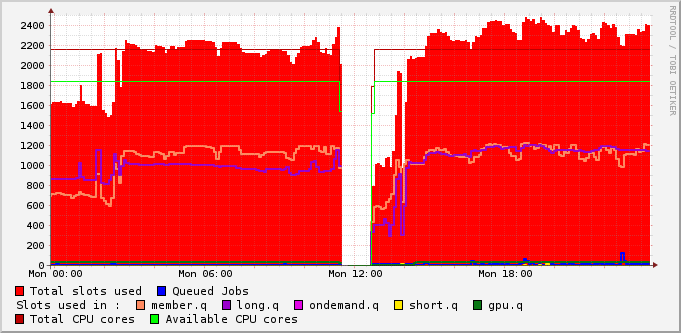 RRDTOOL / TOBI OETIKER
2400
2200
2000
1800
1600
1400
1200
1000
800
600
400
200
0
Mon 00:00 Mon 06:00 Mon 12:00 Mon 18:00
Total slots used Queued Jobs
Slots used in : member.q long.q ondemand.q short.q gpu.q
Total CPU cores Available CPU cores